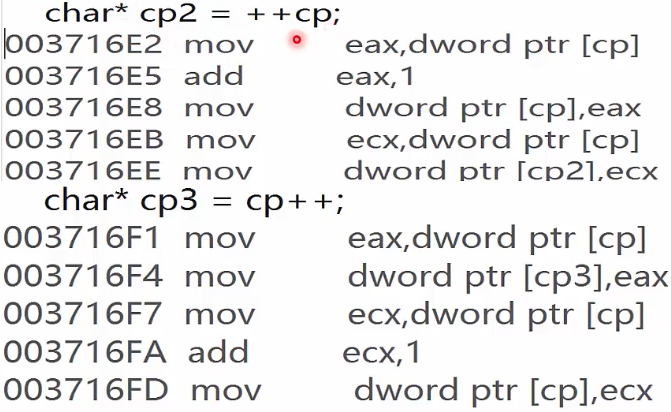 char* cp2 = ++cp;
003716E2 mov eax,dword ptr [cp]
003716E5 add eax,1
003716E8 mov dword ptr [cp],eax
003716EB mov ecx,dword ptr [cp]
003716EE mov dword ptr [cp2],ecx
char* cp3 = cp++;
003716F1 mov eax,dword ptr [cp]
003716F4 mov dword ptr [cp3],eax
003716F7 mov ecx,dword ptr [cp]
003716FA add ecx,1
003716FD mov dword ptr [cp],ecx